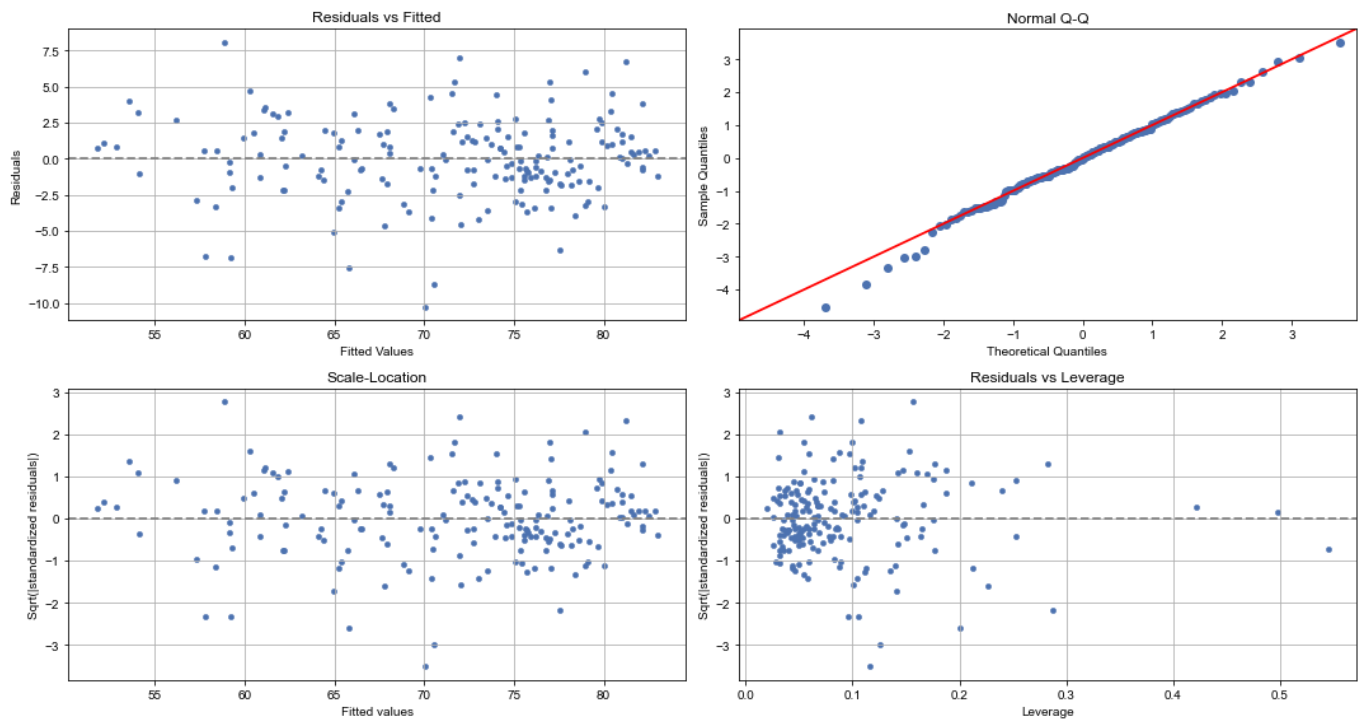 Residuals vs Fitted
Residuals
7.5
5.0
2.5
0.0
−2.5
−5.0
−7.5
−10.0
55 60 65 70 75 80
Fitted Values
Normal Q-Q
Sample Quantiles
3
2
1
0
−1
−2
−3
−4
−4 −3 −2 −1 0 1 2 3
Theoretical Quantiles
Scale-Location
Sqrt(|standardized residuals|)
3
2
1
0
−1
−2
−3
55 60 65 70 75 80
Fitted values
Residuals vs Leverage
Sqrt(|standardized residuals|)
3
2
1
0
−1
−2
−3
0.0 0.1 0.2 0.3 0.4 0.5
Leverage